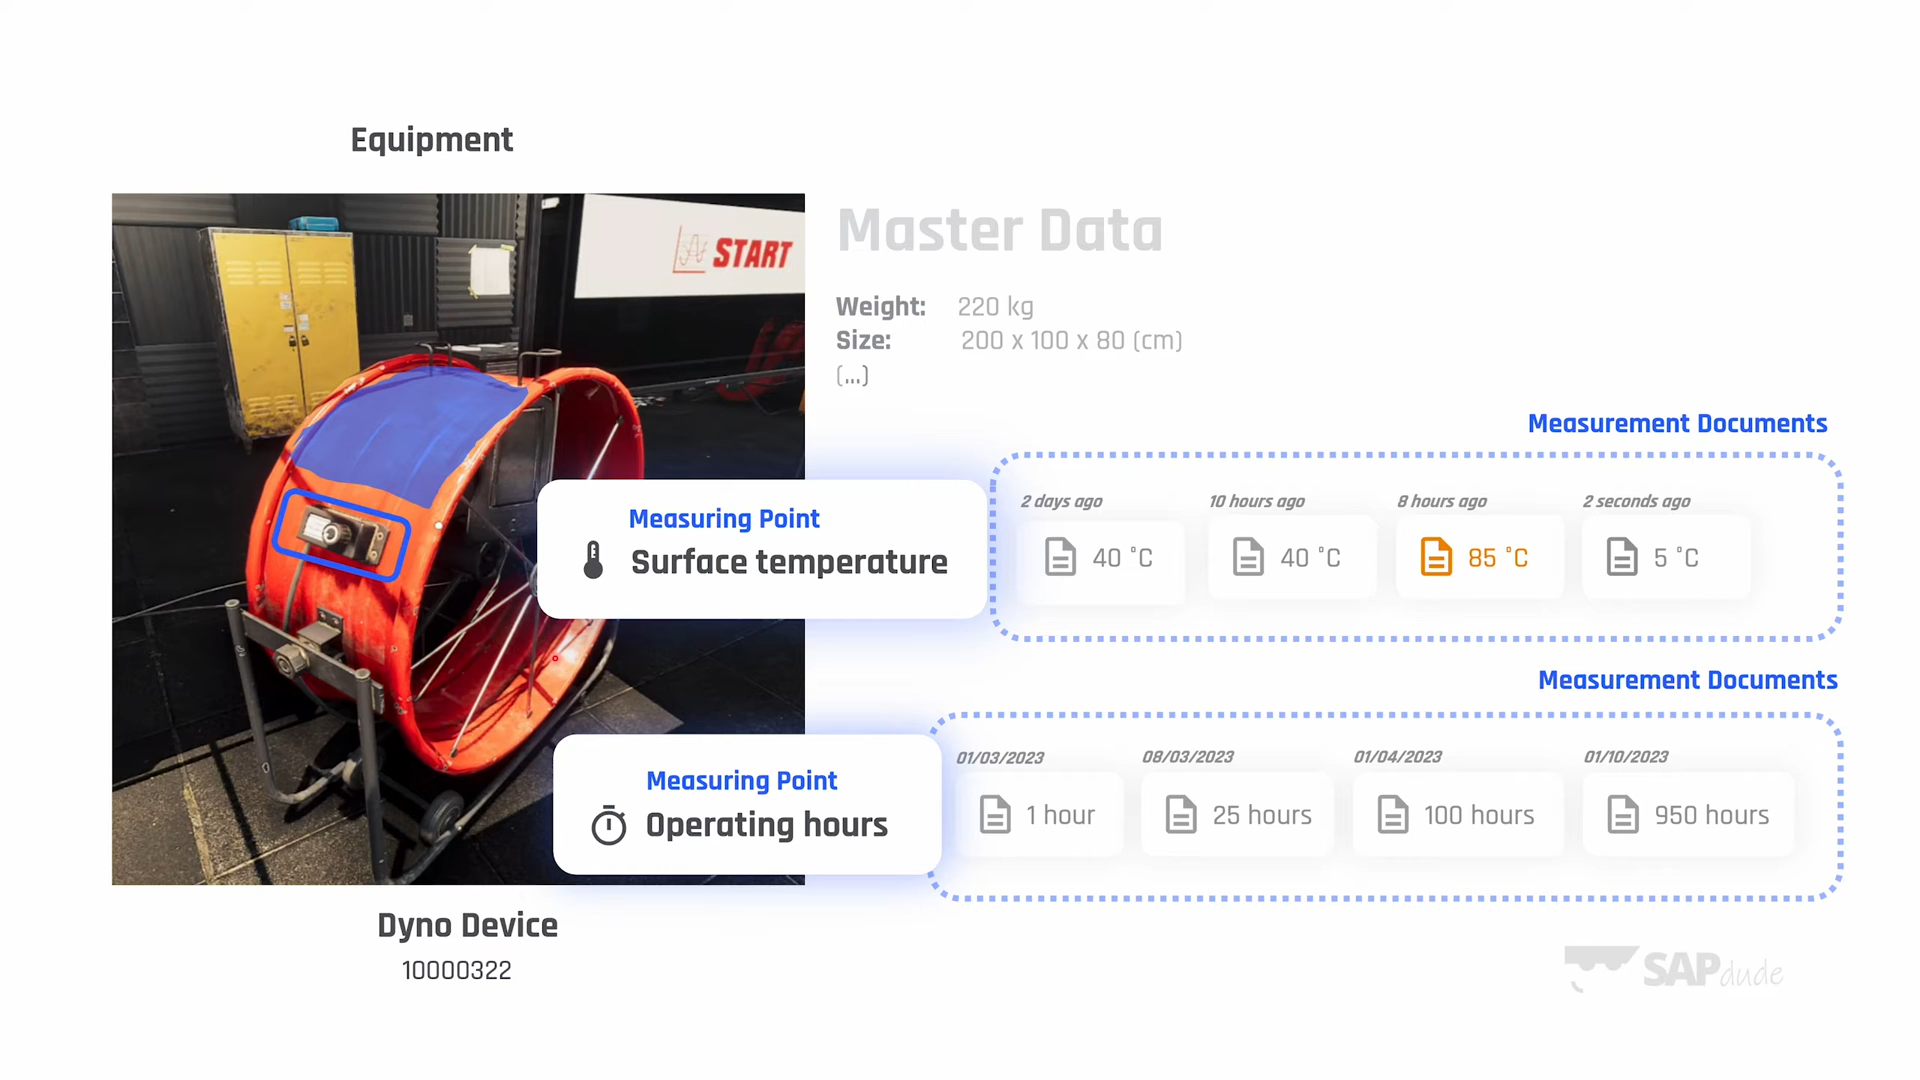 Equipment
START
Master Data
Weight: 220 kg
Size: 200 x 100 x 80 (cm)
(...)
Measurement Documents
2 days ago 10 hours ago 8 hours ago 2 seconds ago
Measuring Point
Surface temperature
40 °C 40 °C 85 °C 5 °C
Measurement Documents
01/03/2023 08/03/2023 01/04/2023 01/10/2023
Measuring Point
Operating hours
1 hour 25 hours 100 hours 950 hours
Dyno Device
10000322
SAPdude